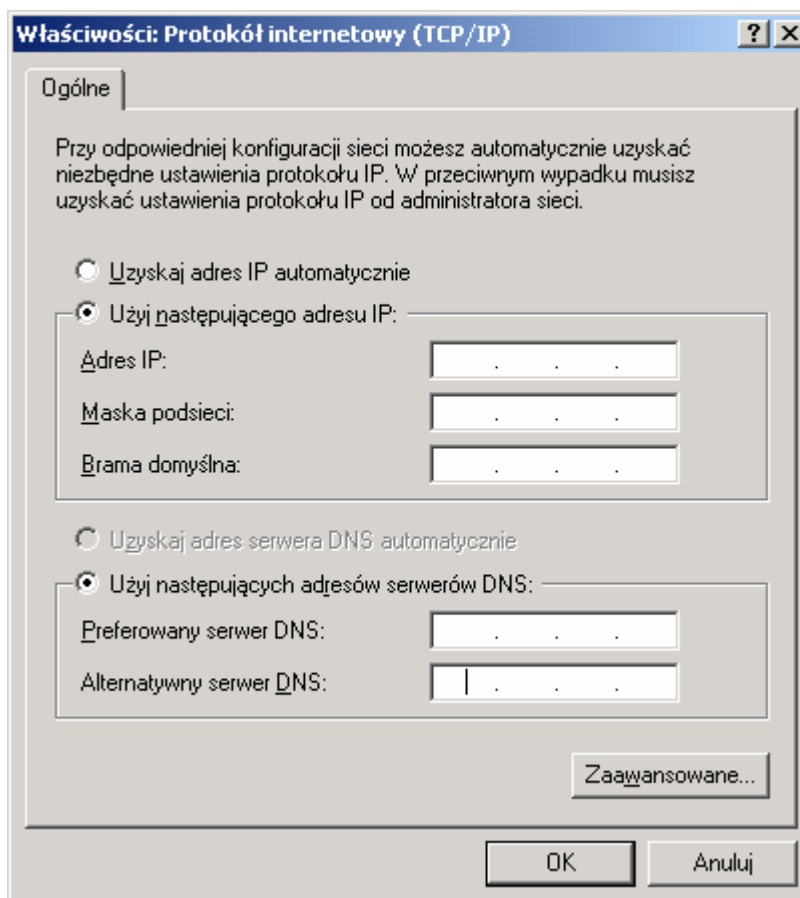 Właściwości: Protokół internetowy (TCP/IP)
Ogólne
Przy odpowiedniej konfiguracji sieci możesz automatycznie uzyskać
niezbędne ustawienia protokołu IP. W przeciwnym wypadku musisz
uzyskać ustawienia protokołu IP od administratora sieci.
Uzyskaj adres IP automatycznie
Użyj następującego adresu IP:
Adres IP:
Maska podsieci:
Brama domyślna:
Uzyskaj adres serwera DNS automatycznie
Użyj następujących adresów serwerów DNS:
Preferowany serwer DNS:
Alternatywny serwer DNS:
Zaawansowane...
OK Anuluj